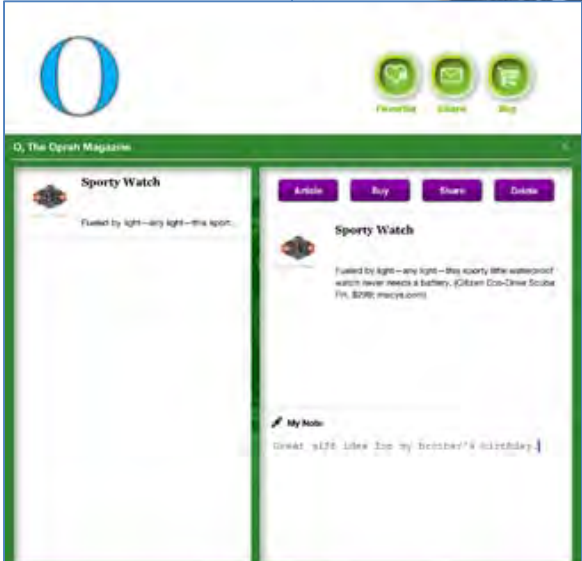 O
Favorite Share Buy
O, The Oprah Magazine
Sporty Watch
Fueled by light—any light—this sport...
Article Buy Share Delete
Sporty Watch
Fueled by light—any light—this sporty little waterproof
watch never needs a battery. (Citizen Eco-Drive Scuba
Fin, $299; macys.com)
My Note
Great gift idea for my brother's birthday.